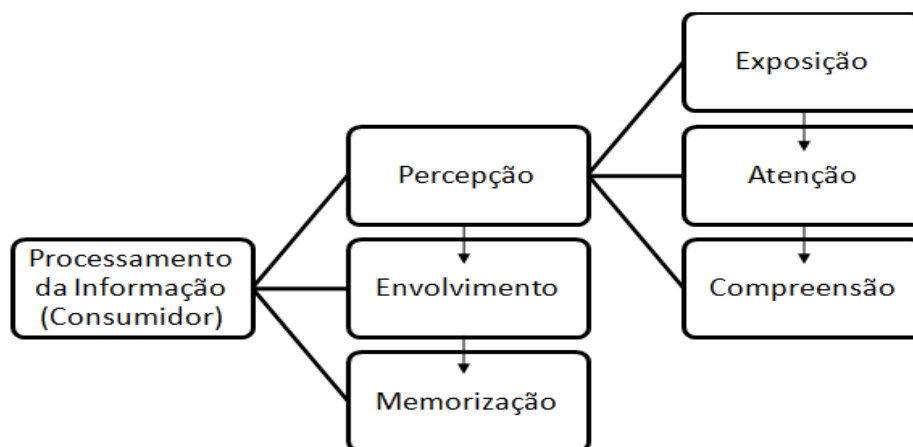 Processamento
da Informação
(Consumidor)
Percepção
Envolvimento
Memorização
Exposição
Atenção
Compreensão